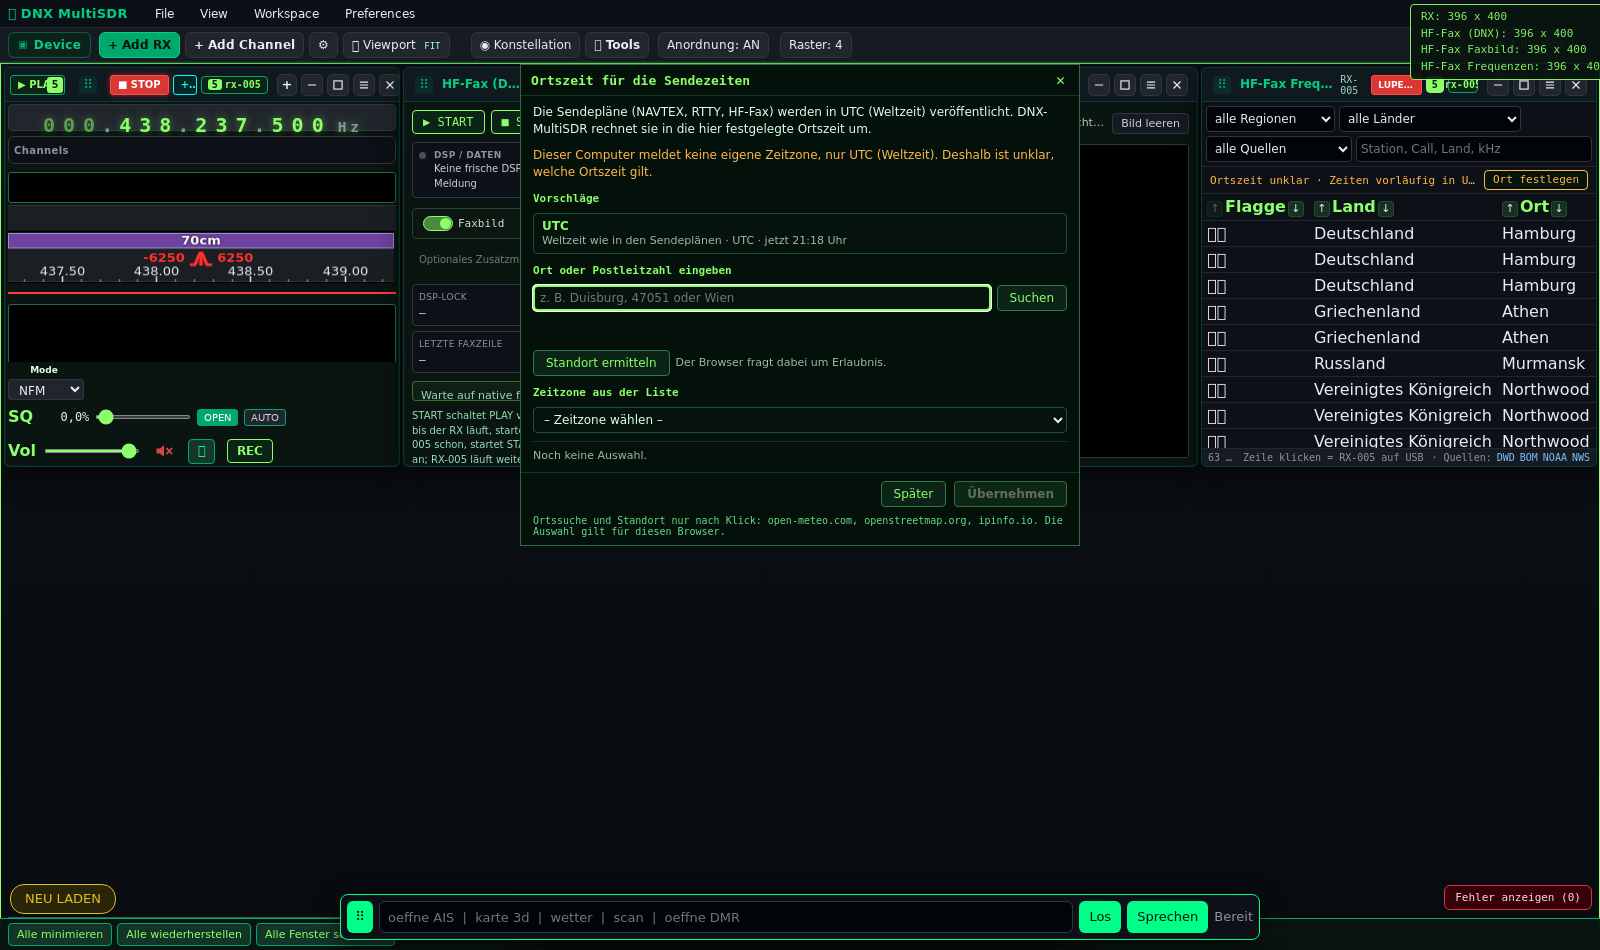 DNX MultiSDR File View Workspace Preferences
RX: 396 x 400
HF-Fax (DNX): 396 x 400
HF-Fax Faxbild: 396 x 400
HF-Fax Frequenzen: 396 x 40
Device + Add RX + Add Channel ⚙ Viewport FIT ◉ Konstellation Tools Anordnung: AN Raster: 4
▶ PLA 5 ■ STOP +.. 5 rx-005
000.438.237.500 Hz
Channels
70cm
-6250 6250
437.50 438.00 438.50 439.00
Mode
NFM
SQ 0,0% OPEN AUTO
Vol REC
HF-Fax (D...
▶ START ■ S
DSP / DATEN
Keine frische DSP
Meldung
Faxbild
Optionales Zusatzm
DSP-LOCK
—
LETZTE FAXZEILE
—
Warte auf native f
START schaltet PLAY v
bis der RX läuft, start
005 schon, startet STA
an; RX-005 läuft weite
Ortszeit für die Sendezeiten ✕
Die Sendepläne (NAVTEX, RTTY, HF-Fax) werden in UTC (Weltzeit) veröffentlicht. DNX-
MultiSDR rechnet sie in die hier festgelegte Ortszeit um.
Dieser Computer meldet keine eigene Zeitzone, nur UTC (Weltzeit). Deshalb ist unklar,
welche Ortszeit gilt.
Vorschläge
UTC
Weltzeit wie in den Sendeplänen · UTC · jetzt 21:18 Uhr
Ort oder Postleitzahl eingeben
z. B. Duisburg, 47051 oder Wien Suchen
Standort ermitteln Der Browser fragt dabei um Erlaubnis.
Zeitzone aus der Liste
– Zeitzone wählen –
Noch keine Auswahl.
Später Übernehmen
Ortssuche und Standort nur nach Klick: open-meteo.com, openstreetmap.org, ipinfo.io. Die
Auswahl gilt für diesen Browser.
cht... Bild leeren
HF-Fax Freq... RX-005 LUPE... 5 rx-005
alle Regionen alle Länder
alle Quellen Station, Call, Land, kHz
Ortszeit unklar · Zeiten vorläufig in U... Ort festlegen
↑ Flagge ↓ ↑ Land ↓ ↑ Ort ↓
Deutschland Hamburg
Deutschland Hamburg
Deutschland Hamburg
Griechenland Athen
Griechenland Athen
Russland Murmansk
Vereinigtes Königreich Northwood
Vereinigtes Königreich Northwood
Vereinigtes Königreich Northwood
63 … Zeile klicken = RX-005 auf USB · Quellen: DWD BOM NOAA NWS
NEU LADEN
Fehler anzeigen (0)
oeffne AIS | karte 3d | wetter | scan | oeffne DMR Los Sprechen Bereit
Alle minimieren Alle wiederherstellen Alle Fenster s